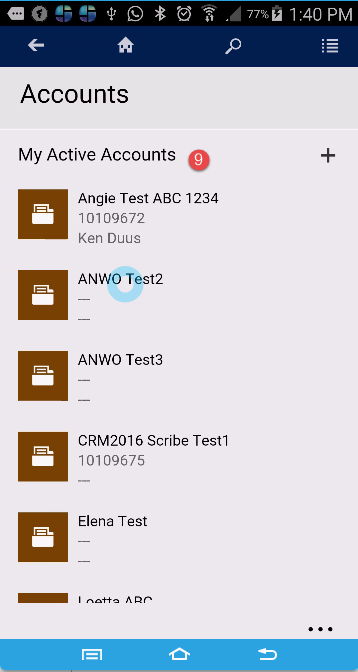 77% 1:40 PM
Accounts
My Active Accounts 9
Angie Test ABC 1234
10109672
Ken Duus
ANWO Test2
--
--
ANWO Test3
--
--
CRM2016 Scribe Test1
10109675
--
Elena Test
--
--
Loetta ABC